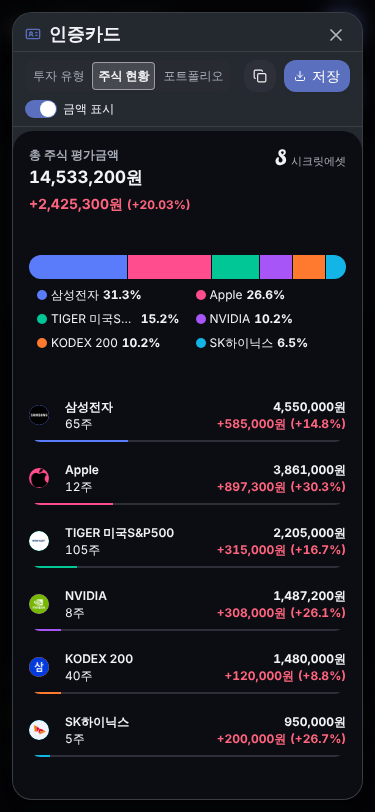 인증카드
투자 유형 주식 현황 포트폴리오 저장
금액 표시
총 주식 평가금액
시크릿에셋
14,533,200원
+2,425,300원 (+20.03%)
삼성전자 31.3% Apple 26.6%
TIGER 미국S... 15.2% NVIDIA 10.2%
KODEX 200 10.2% SK하이닉스 6.5%
SAMSUNG
삼성전자 4,550,000원
65주 +585,000원 (+14.8%)
Apple 3,861,000원
12주 +897,300원 (+30.3%)
TIGER 미국S&P500 2,205,000원
105주 +315,000원 (+16.7%)
NVIDIA 1,487,200원
8주 +308,000원 (+26.1%)
삼
KODEX 200 1,480,000원
40주 +120,000원 (+8.8%)
SK하이닉스 950,000원
5주 +200,000원 (+26.7%)